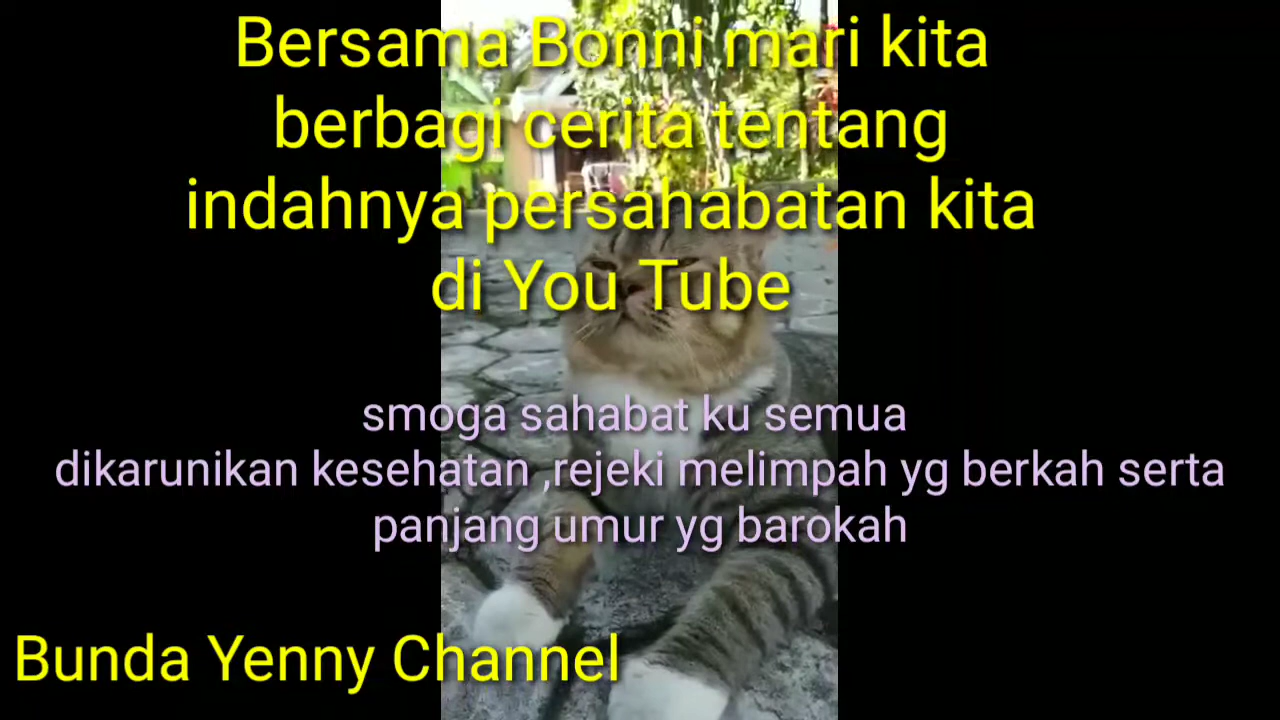 Bersama Bonni mari kita
berbagi cerita tentang
indahnya persahabatan kita
di You Tube
smoga sahabat ku semua
dikarunikan kesehatan ,rejeki melimpah yg berkah serta
panjang umur yg barokah
Bunda Yenny Channel